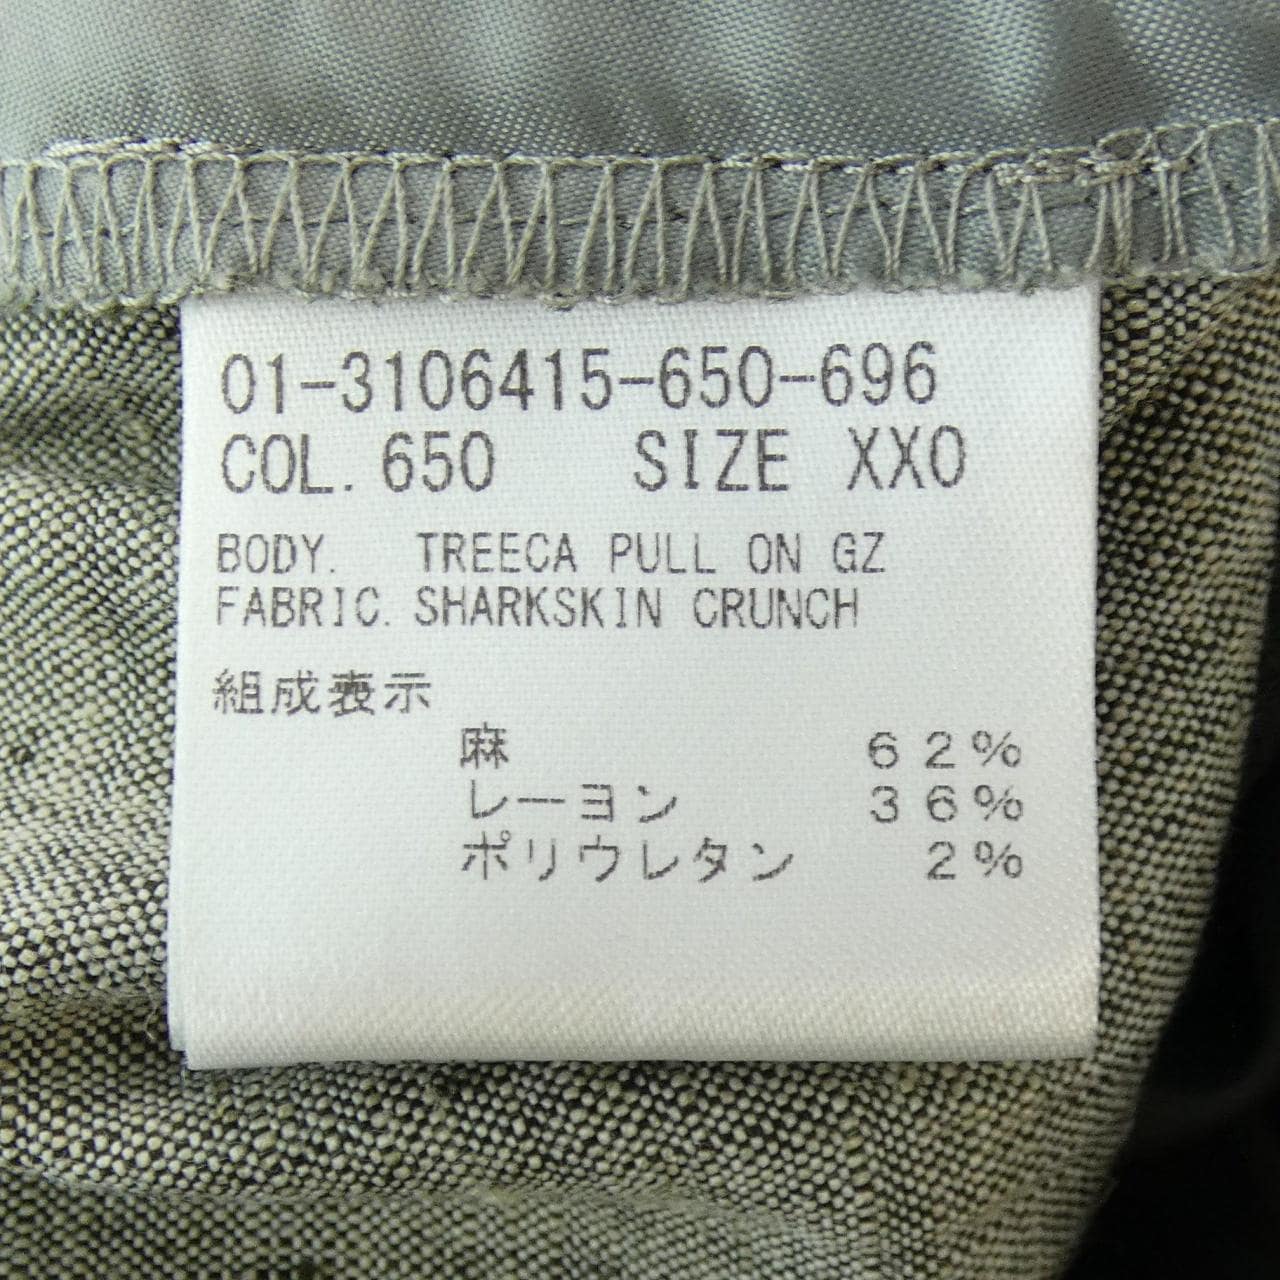 01-3106415-650-696
COL. 650 SIZE XXO
BODY. TREECA PULL ON GZ
FABRIC. SHARKSKIN CRUNCH
組成表示
麻 62%
レーヨン 36%
ポリウレタン 2%